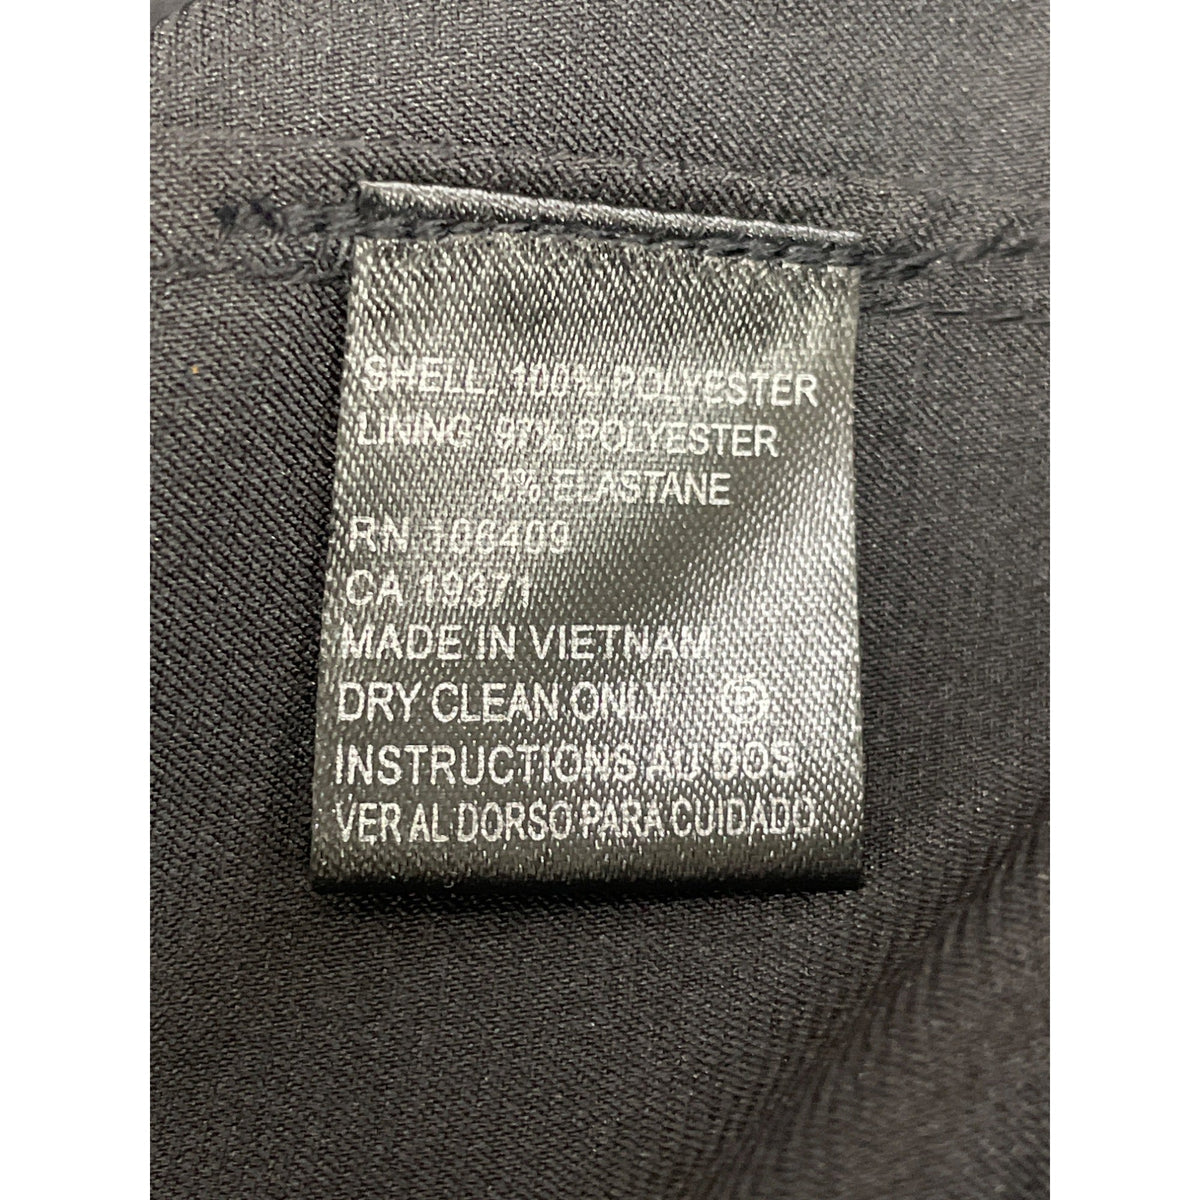 SHELL: 100% POLYESTER
LINING: 97% POLYESTER
3% ELASTANE
RN 106409
CA 19371
MADE IN VIETNAM
DRY CLEAN ONLY Ⓟ
INSTRUCTIONS AU DOS
VER AL DORSO PARA CUIDADO